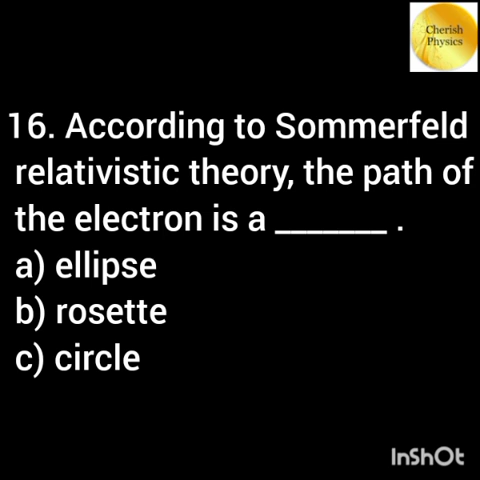 Cherish
Physics
16. According to Sommerfeld
relativistic theory, the path of
the electron is a _______ .
a) ellipse
b) rosette
c) circle
InShOt